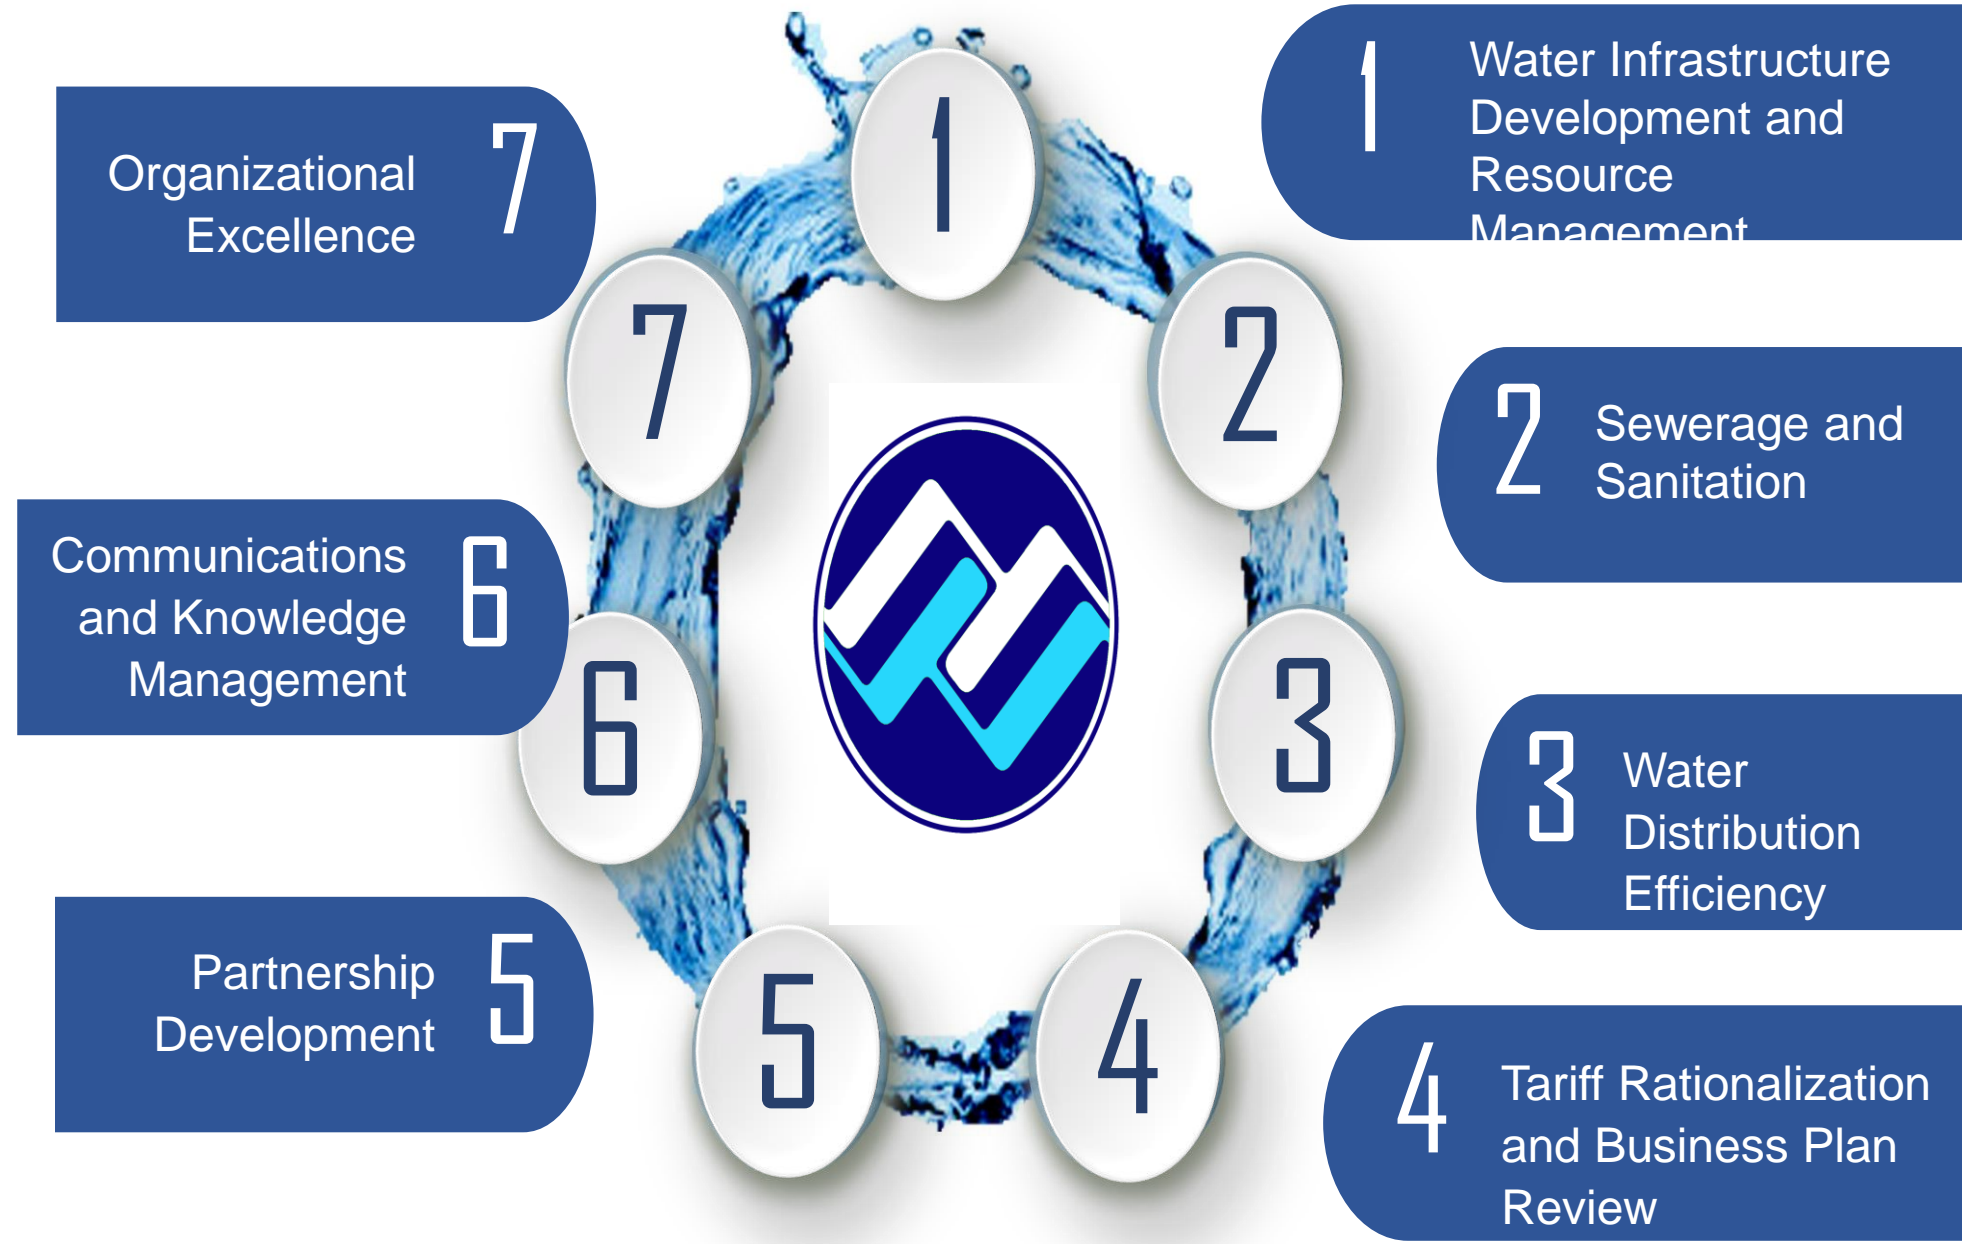 1
Water Infrastructure
Development and
Resource
Management
2
Sewerage and
Sanitation
3
Water
Distribution
Efficiency
4
Tariff Rationalization
and Business Plan
Review
5
Partnership
Development
6
Communications
and Knowledge
Management
7
Organizational
Excellence
1
2
3
4
5
6
7